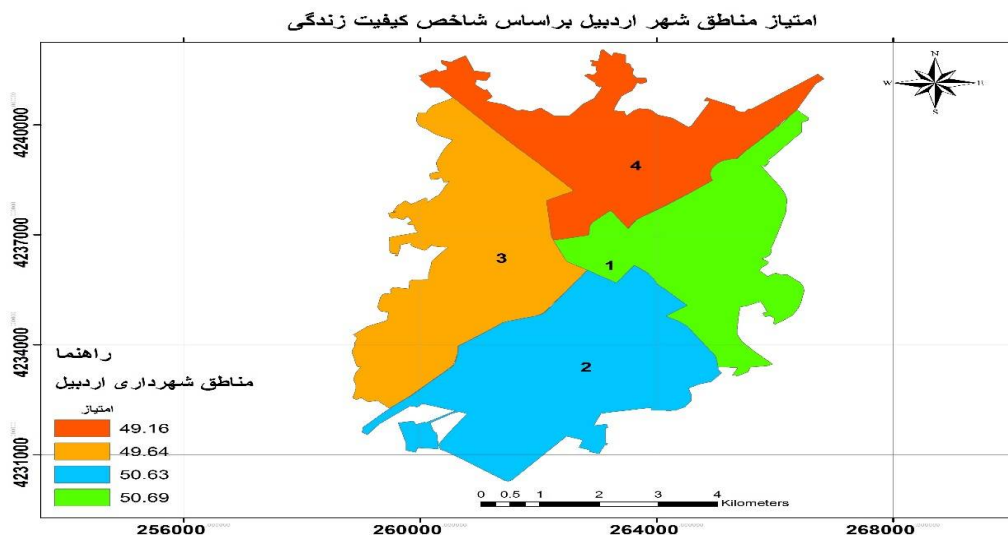 امتیاز مناطق شهر اردبیل براساس شاخص کیفیت زندگی
N
W
E
S
4240000
4237000
4234000
4231000
4
3
1
2
راهنما
مناطق شهرداری اردبیل
امتیاز
49.16
49.64
50.63
50.69
0 0.5 1 2 3 4
Kilometers
256000 260000 264000 268000